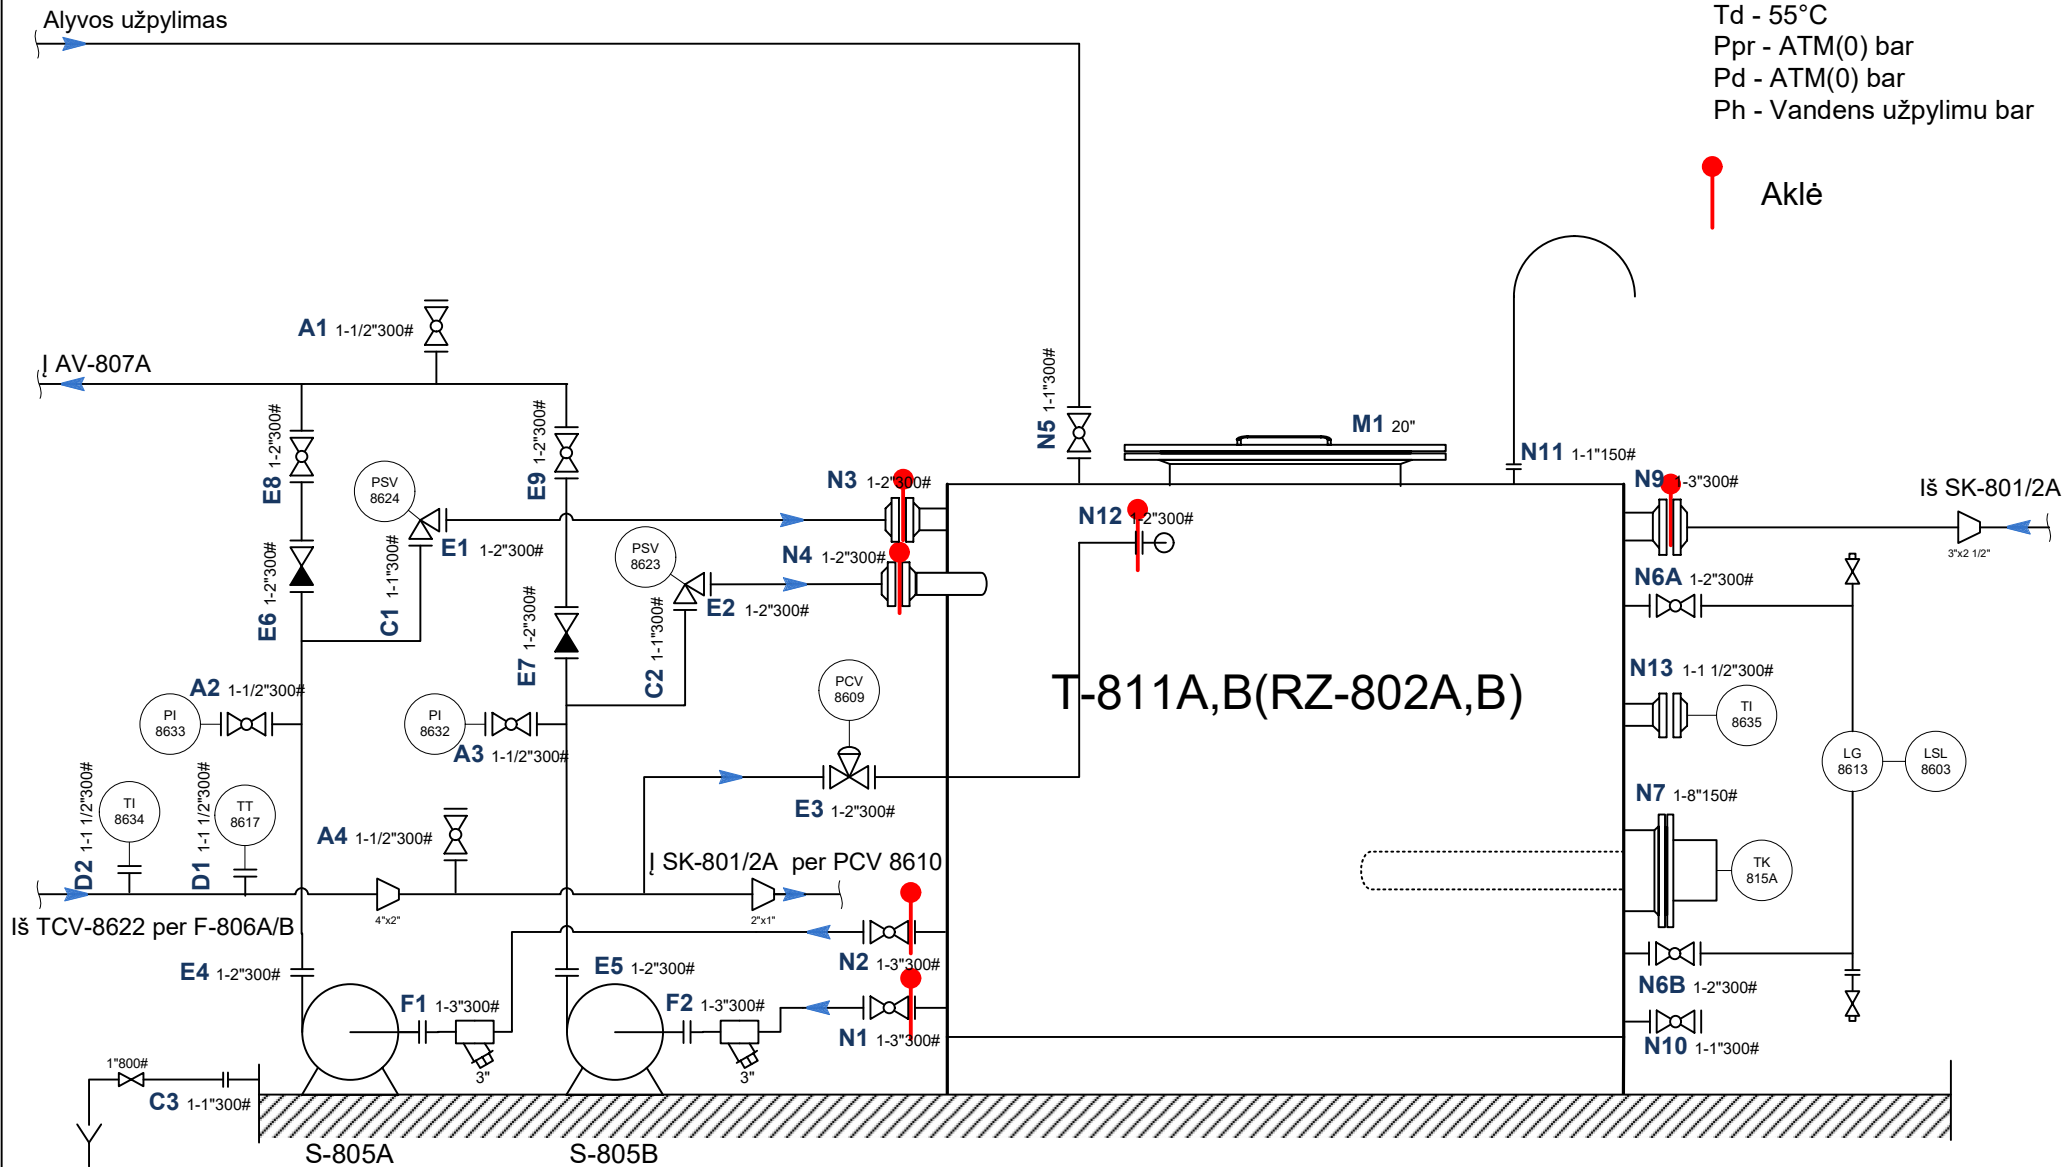 Alyvos užpylimas
Td - 55°C
Ppr - ATM(0) bar
Pd - ATM(0) bar
Ph - Vandens užpylimu bar
Aklė
A1 1-1/2"300#
Į AV-807A
E8 1-2"300#
E9 1-2"300#
N5 1-1"300#
M1 20"
N11 1-1"150#
N9 1-3"300#
Iš SK-801/2A
3"x2 1/2"
PSV
8624
N3 1-2"300#
N12 1-2"300#
E1 1-2"300#
C1 1-1"300#
PSV
8623
N4 1-2"300#
E2 1-2"300#
C2 1-1"300#
E6 1-2"300#
E7 1-2"300#
N6A 1-2"300#
T-811A,B(RZ-802A,B)
N13 1-1 1/2"300#
TI
8635
A2 1-1/2"300#
PI
8633
PI
8632
A3 1-1/2"300#
PCV
8609
E3 1-2"300#
LG
8613
LSL
8603
N7 1-8"150#
TK
815A
D2 1-1 1/2"300#
TI
8634
D1 1-1 1/2"300#
TT
8617
A4 1-1/2"300#
Į SK-801/2A per PCV 8610
4"x2"
2"x1"
Iš TCV-8622 per F-806A/B
N2 1-3"300#
E4 1-2"300#
E5 1-2"300#
N6B 1-2"300#
F1 1-3"300#
F2 1-3"300#
N1 1-3"300#
N10 1-1"300#
3"
3"
1"800#
C3 1-1"300#
S-805A
S-805B